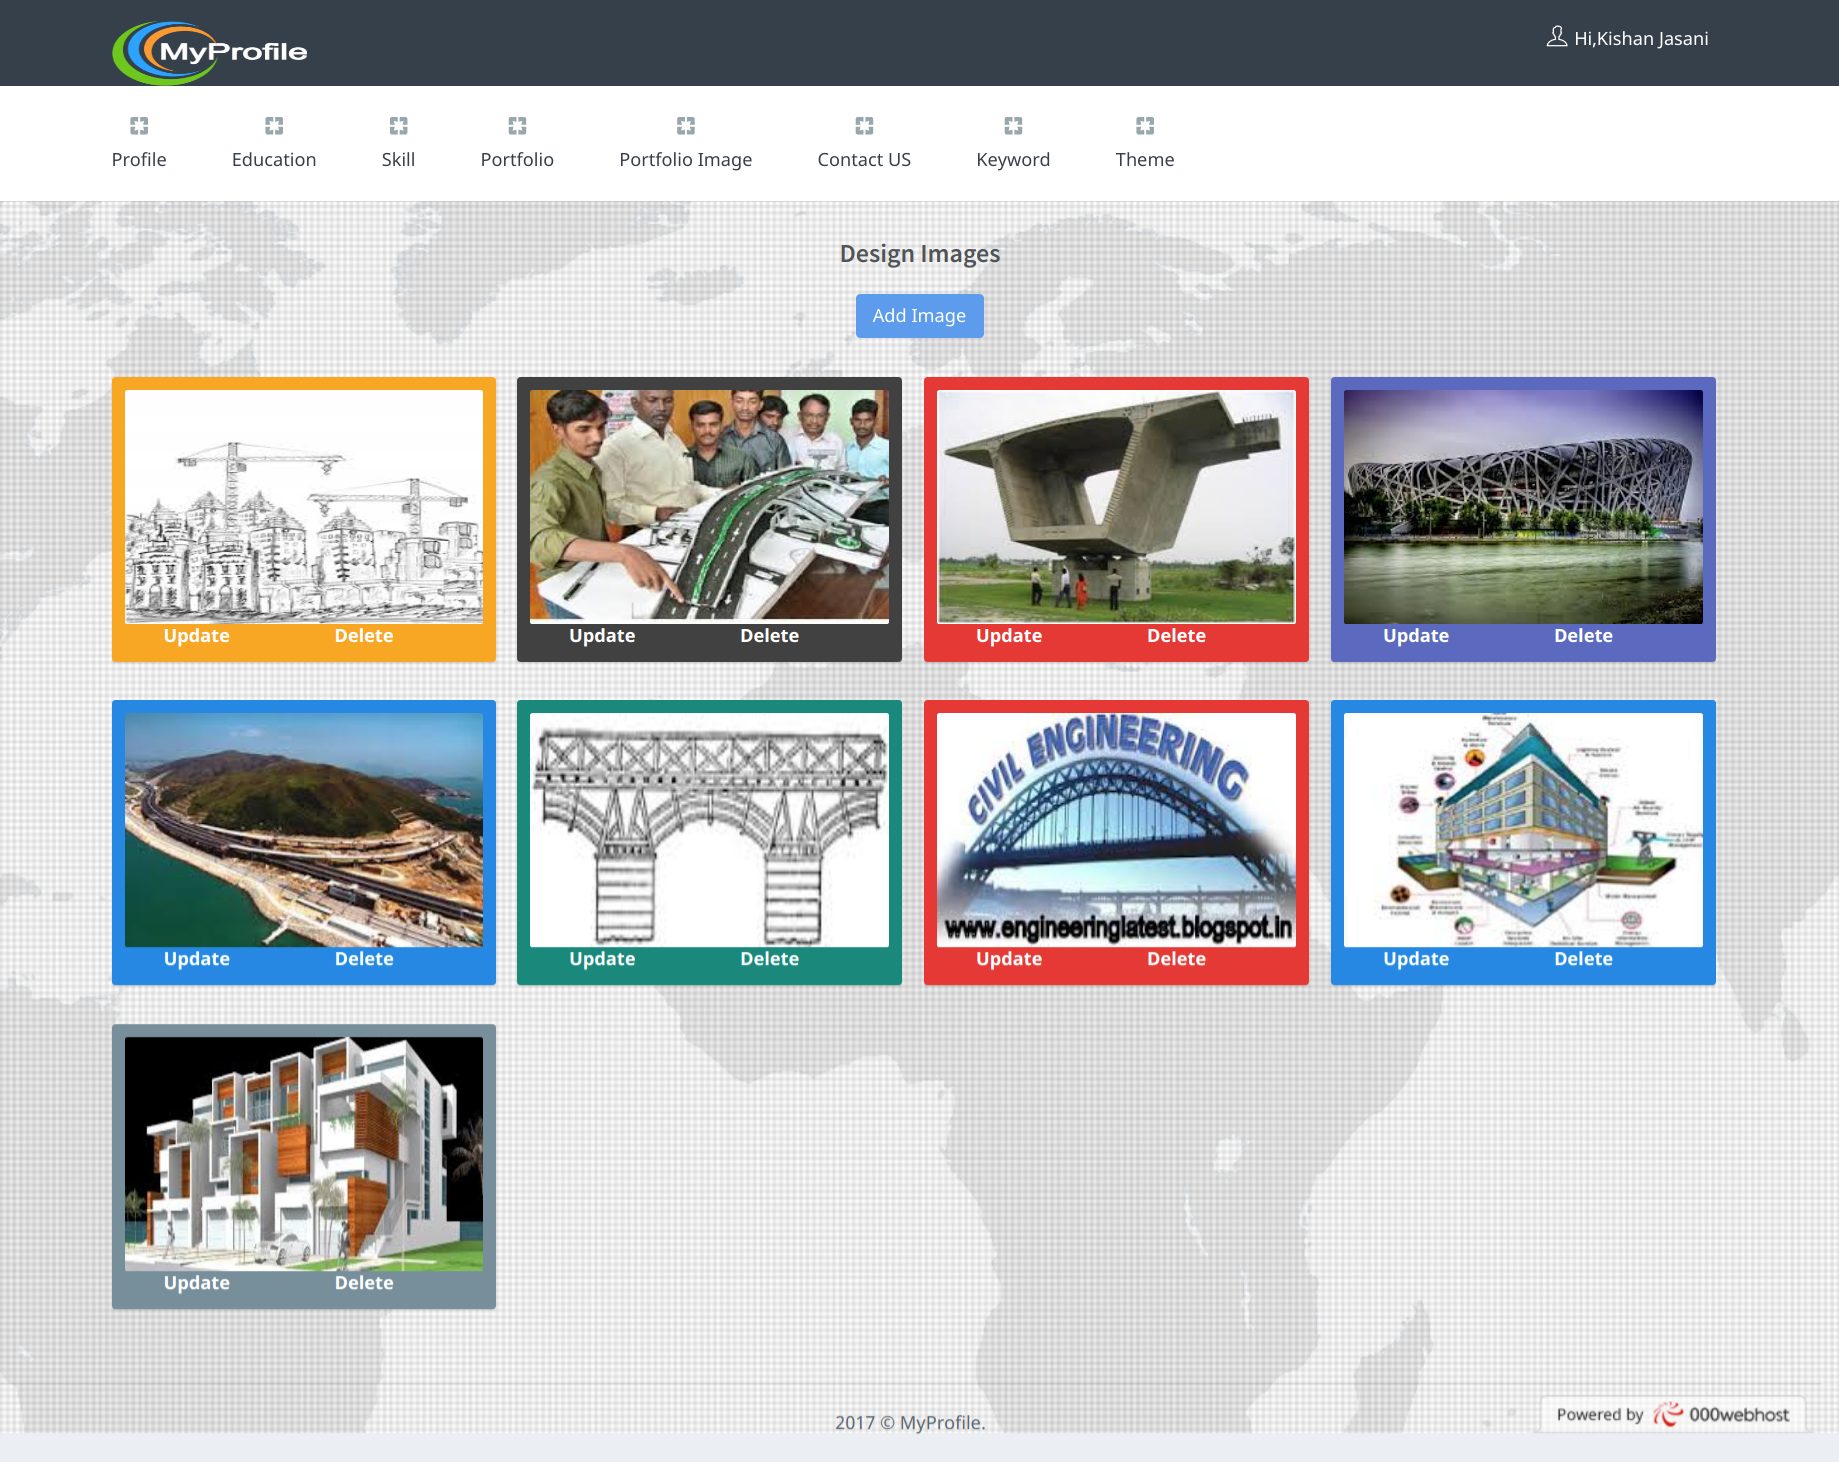 MyProfile
Hi,Kishan Jasani
Profile
Education
Skill
Portfolio
Portfolio Image
Contact US
Keyword
Theme
Design Images
Add Image
Update Delete
Update Delete
Update Delete
Update Delete
CIVIL ENGINEERING
www.engineeringlatest.blogspot.in
Update Delete
Update Delete
Update Delete
Update Delete
Update Delete
2017 © MyProfile.
Powered by 000webhost